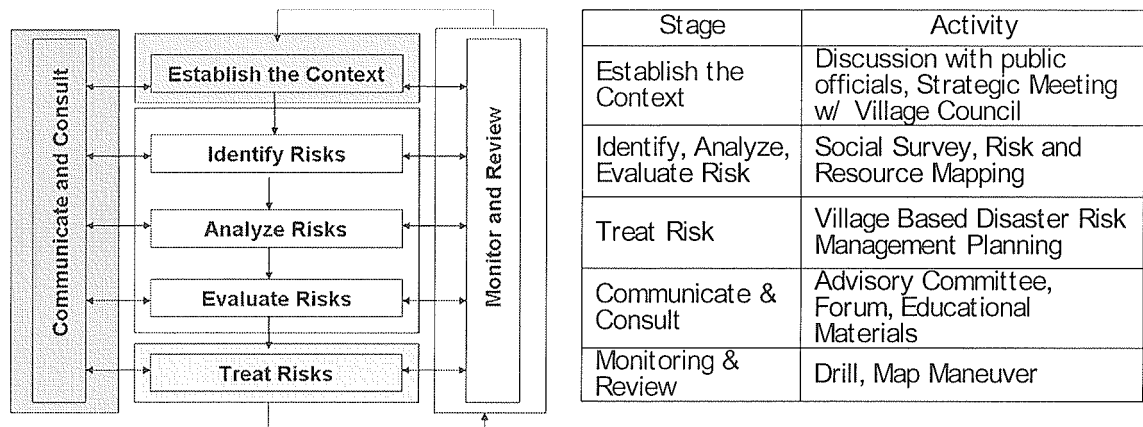 Communicate and Consult
Establish the Context
Identify Risks
Analyze Risks
Evaluate Risks
Treat Risks
Monitor and Review
Stage
Activity
Establish the
Context
Discussion with public
officials, Strategic Meeting
w/ Village Council
Identify, Analyze,
Evaluate Risk
Social Survey, Risk and
Resource Mapping
Treat Risk
Village Based Disaster Risk
Management Planning
Communicate &
Consult
Advisory Committee,
Forum, Educational
Materials
Monitoring &
Review
Drill, Map Maneuver